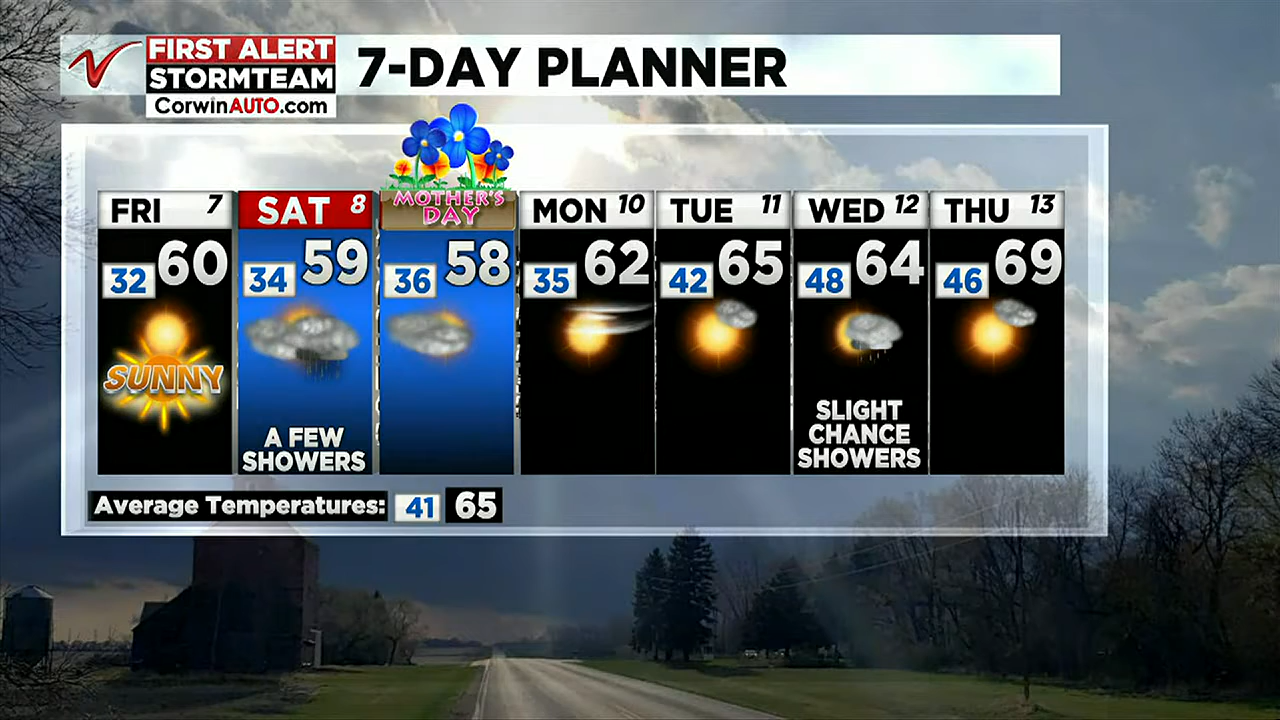 FIRST ALERT
STORMTEAM
CorwinAUTO.com
7-DAY PLANNER
FRI 7
32 60
SUNNY
SAT 8
34 59
A FEW
SHOWERS
MOTHER'S
DAY
36 58
MON 10
35 62
TUE 11
42 65
WED 12
48 64
SLIGHT
CHANCE
SHOWERS
THU 13
46 69
Average Temperatures: 41 65